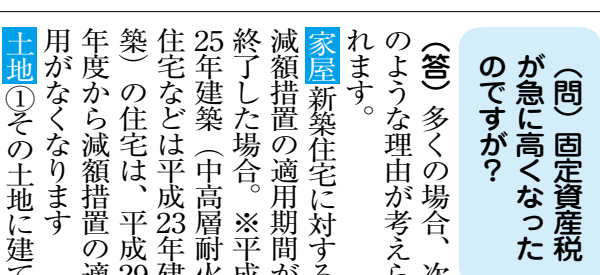 （問）固定資産税
が急に高くなった
のですが？
（答）多くの場合、次
のような理由が考えら
れます。
家屋 新築住宅に対する
減額措置の適用期間が
終了した場合。※平成
25年建築（中高層耐火
住宅などは平成23年建
築）の住宅は、平成29
年度から減額措置の適
用がなくなります
土地 ①その土地に建て